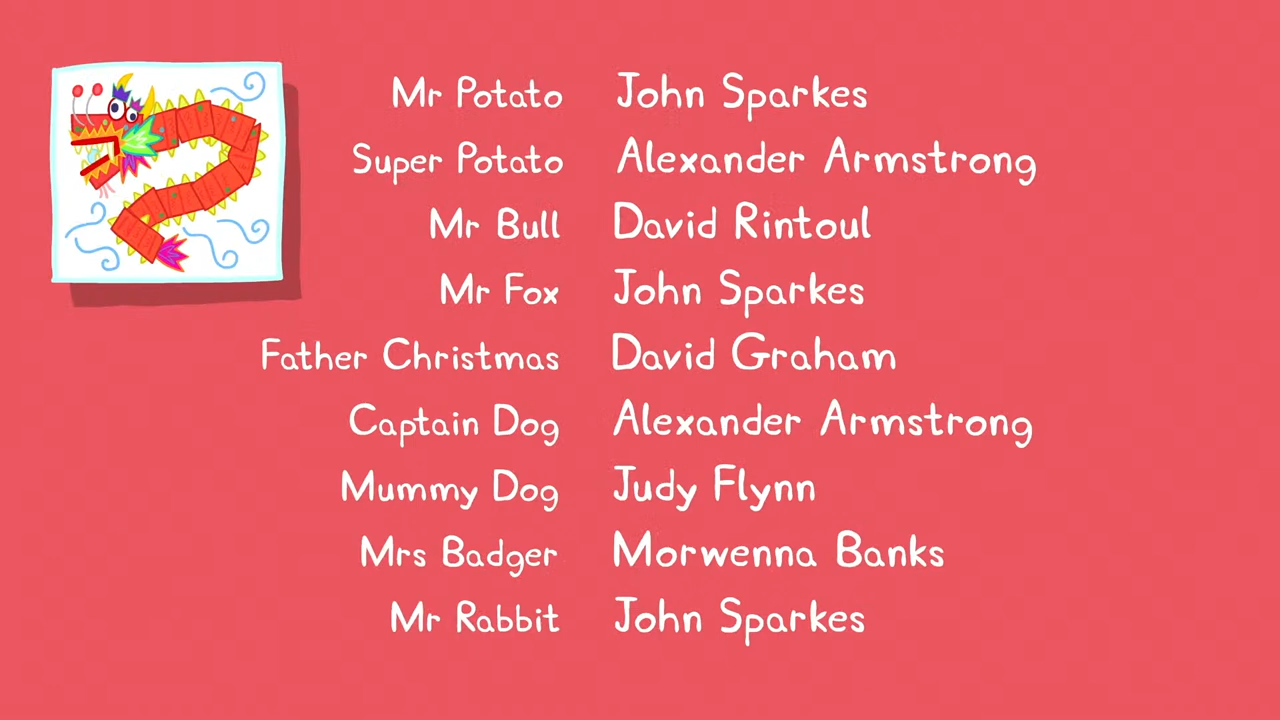 Mr Potato John Sparkes
Super Potato Alexander Armstrong
Mr Bull David Rintoul
Mr Fox John Sparkes
Father Christmas David Graham
Captain Dog Alexander Armstrong
Mummy Dog Judy Flynn
Mrs Badger Morwenna Banks
Mr Rabbit John Sparkes